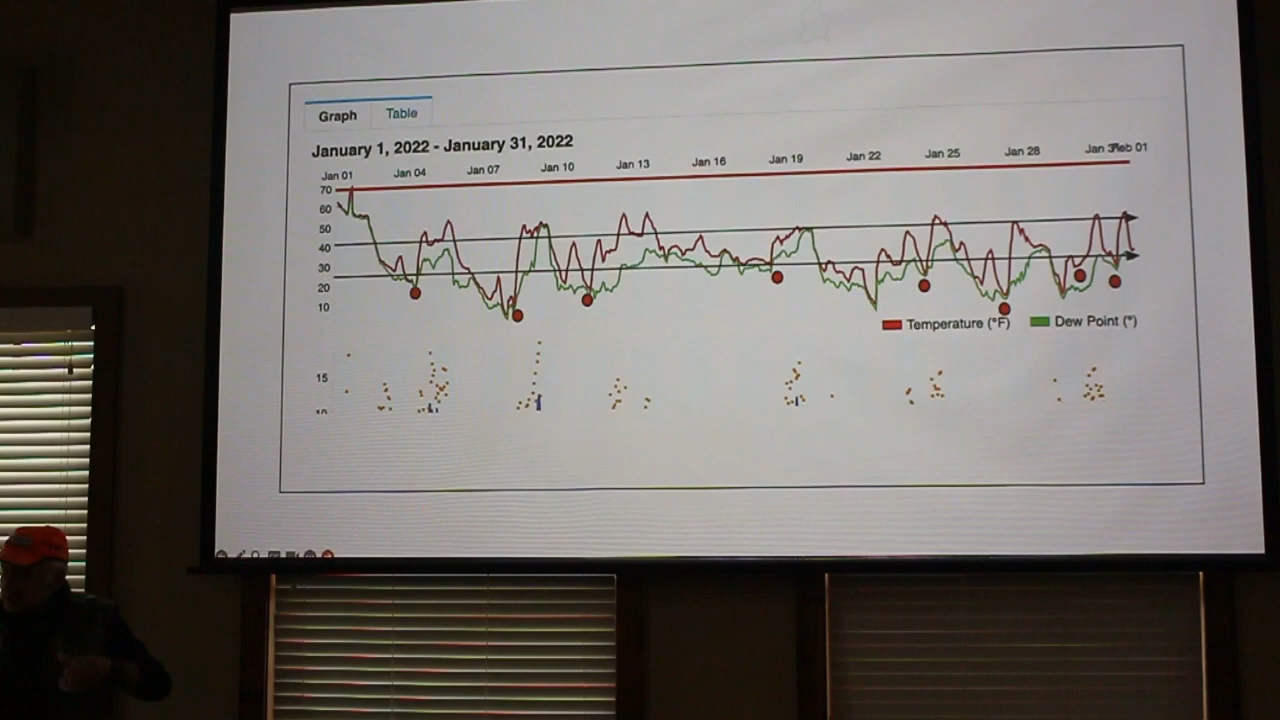 Graph Table
January 1, 2022 - January 31, 2022
Jan 01 Jan 04 Jan 07 Jan 10 Jan 13 Jan 16 Jan 19 Jan 22 Jan 25 Jan 28 Feb 01
70
60
50
40
30
20
10
Temperature (°F) Dew Point (°)
15